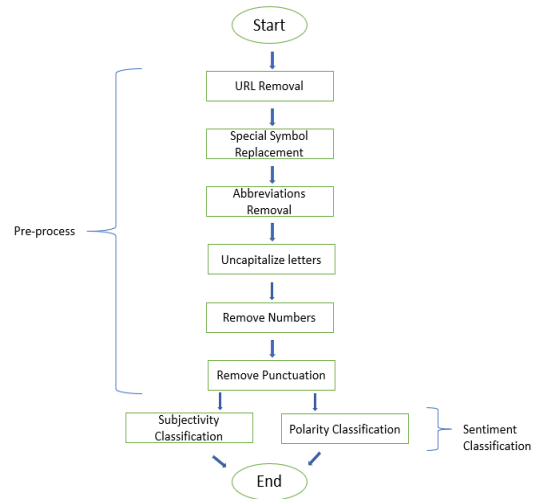 Start
URL Removal
Special Symbol
Replacement
Abbreviations
Removal
Pre-process
Uncapitalize letters
Remove Numbers
Remove Punctuation
Subjectivity
Classification
Polarity Classification
Sentiment
Classification
End